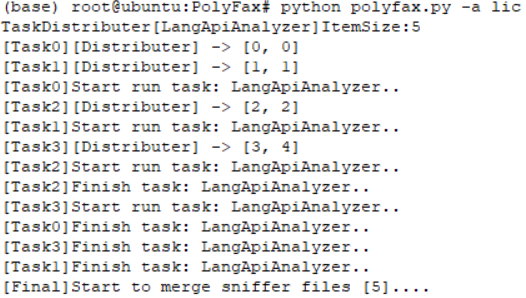 (base) root@ubuntu:PolyFax# python polyfax.py -a lic
TaskDistributer[LangApiAnalyzer]ItemSize:5
[Task0][Distributer] -> [0, 0]
[Task1][Distributer] -> [1, 1]
[Task0]Start run task: LangApiAnalyzer..
[Task2][Distributer] -> [2, 2]
[Task1]Start run task: LangApiAnalyzer..
[Task3][Distributer] -> [3, 4]
[Task2]Start run task: LangApiAnalyzer..
[Task2]Finish task: LangApiAnalyzer..
[Task3]Start run task: LangApiAnalyzer..
[Task0]Finish task: LangApiAnalyzer..
[Task3]Finish task: LangApiAnalyzer..
[Task1]Finish task: LangApiAnalyzer..
[Final]Start to merge sniffer files [5]....